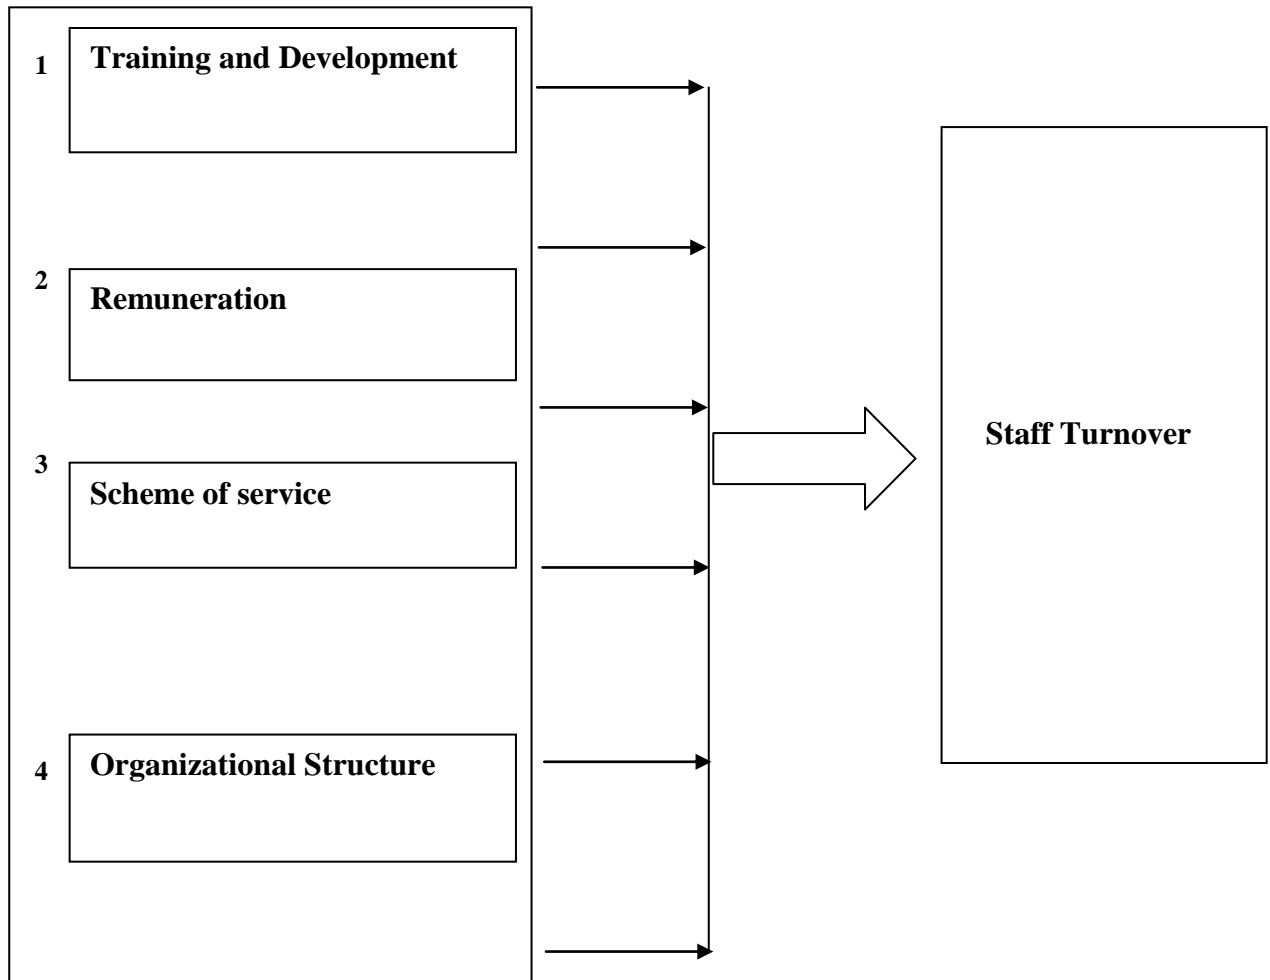 1
Training and Development
2
Remuneration
3
Scheme of service
4
Organizational Structure
Staff Turnover